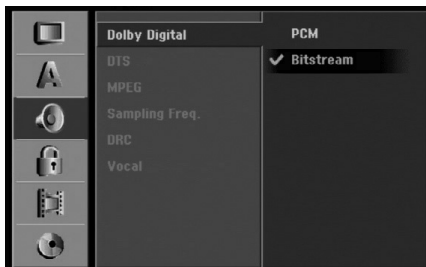 A
Dolby Digital
DTS
MPEG
Sampling Freq.
DRC
Vocal
PCM
Bitstream